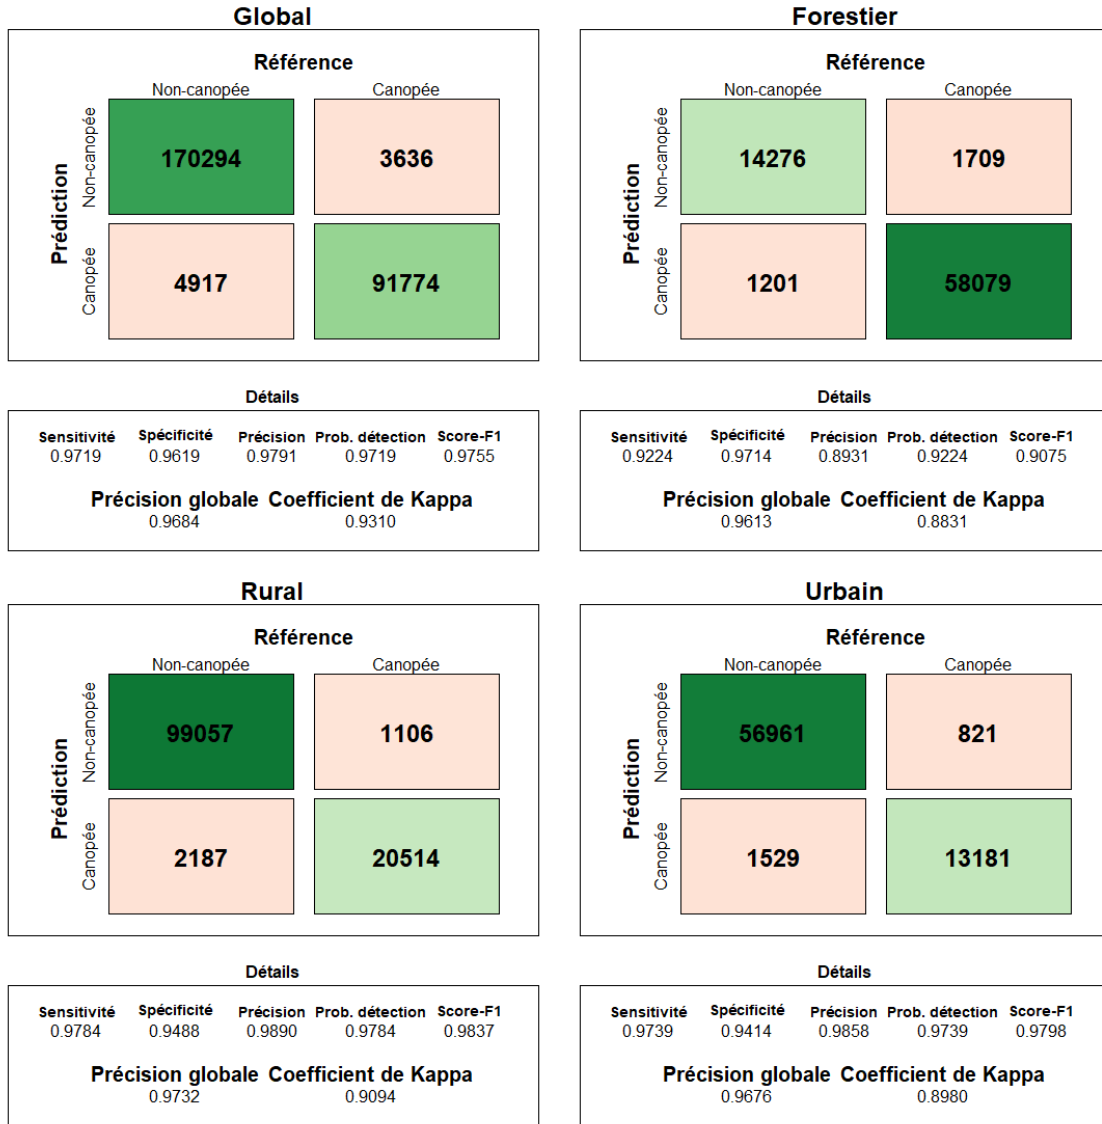 Global
Référence
Non-canopée Canopée
Prédiction
Non-canopée
170294 3636
Canopée
4917 91774
Détails
Sensitivité Spécificité Précision Prob. détection Score-F1
0.9719 0.9619 0.9791 0.9719 0.9755
Précision globale Coefficient de Kappa
0.9684 0.9310
Forestier
Référence
Non-canopée Canopée
Prédiction
Non-canopée
14276 1709
Canopée
1201 58079
Détails
Sensitivité Spécificité Précision Prob. détection Score-F1
0.9224 0.9714 0.8931 0.9224 0.9075
Précision globale Coefficient de Kappa
0.9613 0.8831
Rural
Référence
Non-canopée Canopée
Prédiction
Non-canopée
99057 1106
Canopée
2187 20514
Détails
Sensitivité Spécificité Précision Prob. détection Score-F1
0.9784 0.9488 0.9890 0.9784 0.9837
Précision globale Coefficient de Kappa
0.9732 0.9094
Urbain
Référence
Non-canopée Canopée
Prédiction
Non-canopée
56961 821
Canopée
1529 13181
Détails
Sensitivité Spécificité Précision Prob. détection Score-F1
0.9739 0.9414 0.9858 0.9739 0.9798
Précision globale Coefficient de Kappa
0.9676 0.8980